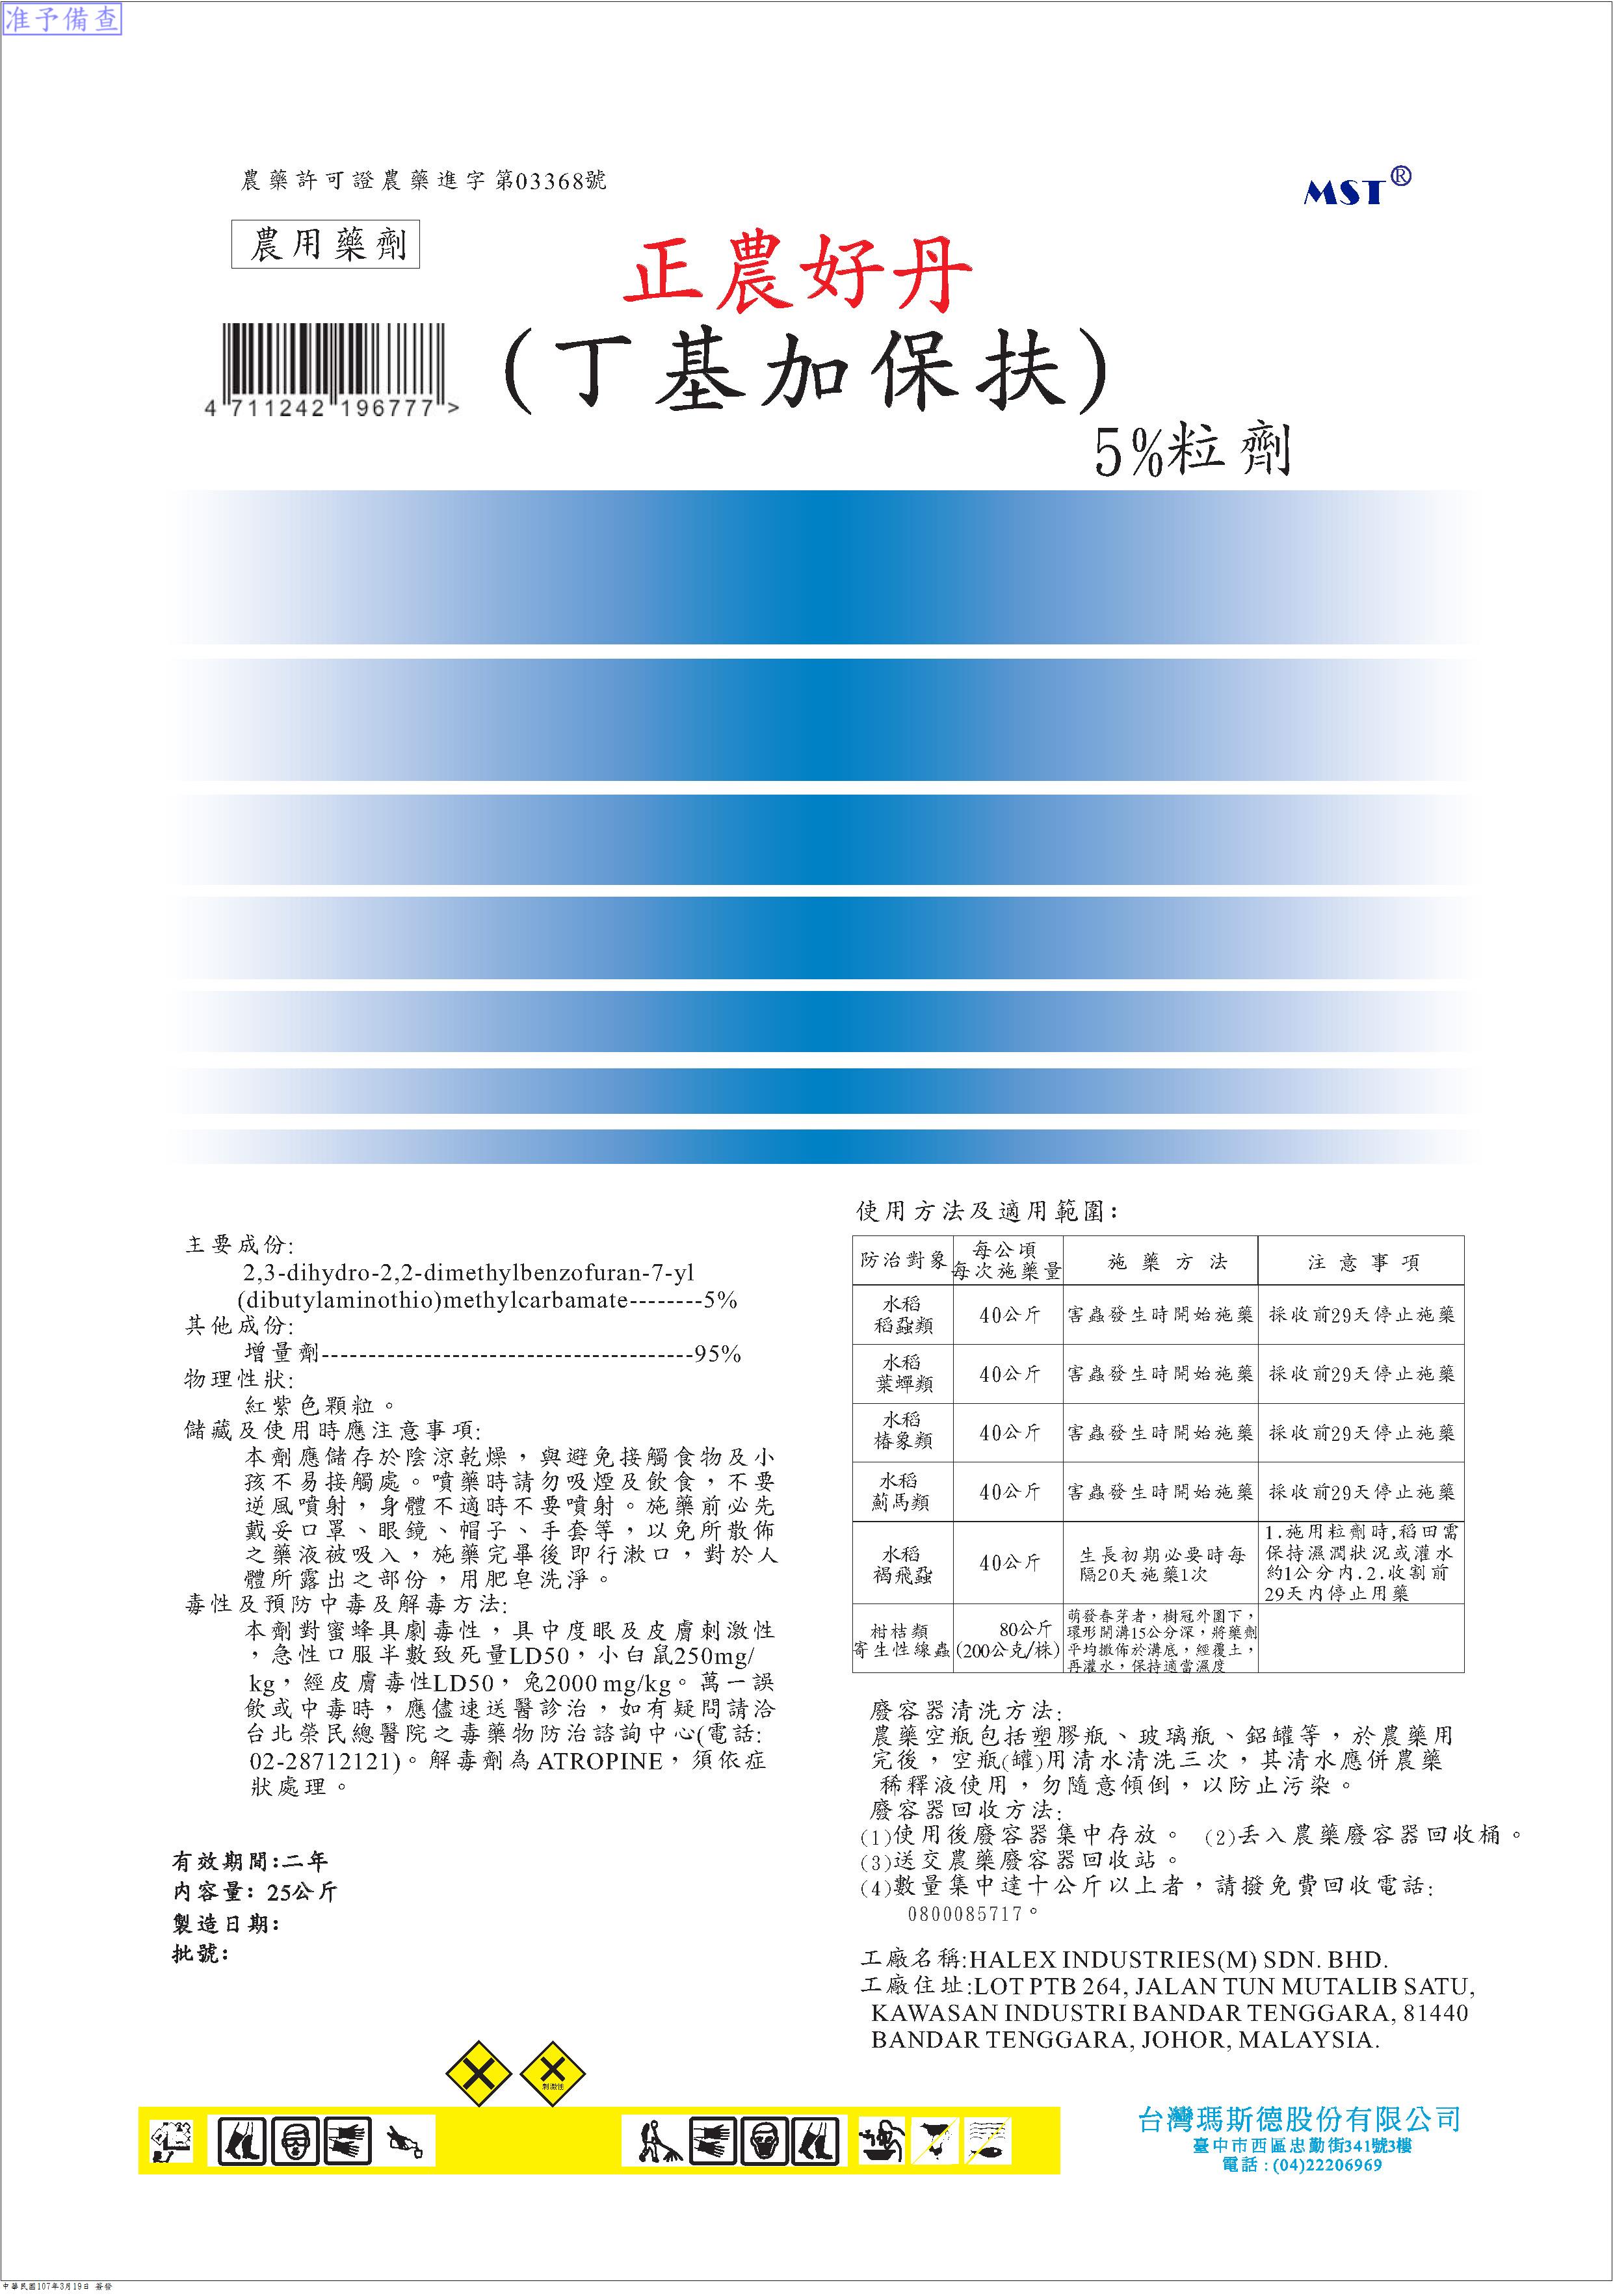 准予備查
農藥許可證農藥進字第03368號
MST®
農用藥劑
正農好丹
(丁基加保扶)
5%粒劑
4 711242 196777 >
主要成份:
2,3-dihydro-2,2-dimethylbenzofuran-7-yl
(dibutylaminothio)methylcarbamate--------5%
其他成份:
增量劑----------------------------------------95%
物理性狀:
紅紫色顆粒。
儲藏及使用時應注意事項:
本劑應儲存於陰涼乾燥，與避免接觸食物及小
孩不易接觸處。噴藥時請勿吸煙及飲食，不要
逆風噴射，身體不適時不要噴射。施藥前必先
戴妥口罩、眼鏡、帽子、手套等，以免所散佈
之藥液被吸入，施藥完畢後即行漱口，對於人
體所露出之部份，用肥皂洗淨。
毒性及預防中毒及解毒方法:
本劑對蜜蜂具劇毒性，具中度眼及皮膚刺激性
，急性口服半數致死量LD50，小白鼠250mg/
kg，經皮膚毒性LD50，兔2000 mg/kg。萬一誤
飲或中毒時，應儘速送醫診治，如有疑問請洽
台北榮民總醫院之毒藥物防治諮詢中心(電話:
02-28712121)。解毒劑為ATROPINE，須依症
狀處理。
有效期間:二年
內容量: 25公斤
製造日期:
批號:
使用方法及適用範圍:
防治對象 每公頃每次施藥量 施藥方法 注意事項
水稻
稻蝨類 40公斤 害蟲發生時開始施藥 採收前29天停止施藥
水稻
葉蟬類 40公斤 害蟲發生時開始施藥 採收前29天停止施藥
水稻
椿象類 40公斤 害蟲發生時開始施藥 採收前29天停止施藥
水稻
薊馬類 40公斤 害蟲發生時開始施藥 採收前29天停止施藥
水稻
褐飛蝨
40公斤
生長初期必要時每
隔20天施藥1次
1.施用粒劑時,稻田需
保持濕潤狀況或灌水
約1公分內.2.收割前
29天內停止用藥
柑桔類
寄生性線蟲
80公斤
(200公克/株)
萌發春芽者，樹冠外圍下，
環形開溝15公分深，將藥劑
平均撒佈於溝底，經覆土，
再灌水，保持適當濕度
廢容器清洗方法:
農藥空瓶包括塑膠瓶、玻璃瓶、鋁罐等，於農藥用
完後，空瓶(罐)用清水清洗三次，其清水應併農藥
稀釋液使用，勿隨意傾倒，以防止污染。
廢容器回收方法:
(1)使用後廢容器集中存放。 (2)丟入農藥廢容器回收桶。
(3)送交農藥廢容器回收站。
(4)數量集中達十公斤以上者，請撥免費回收電話:
0800085717。
工廠名稱:HALEX INDUSTRIES(M) SDN. BHD.
工廠住址:LOT PTB 264, JALAN TUN MUTALIB SATU,
KAWASAN INDUSTRI BANDAR TENGGARA, 81440
BANDAR TENGGARA, JOHOR, MALAYSIA.
刺激性
台灣瑪斯德股份有限公司
臺中市西區忠勤街341號3樓
電話:(04)22206969
中華民國107年3月19日 簽發